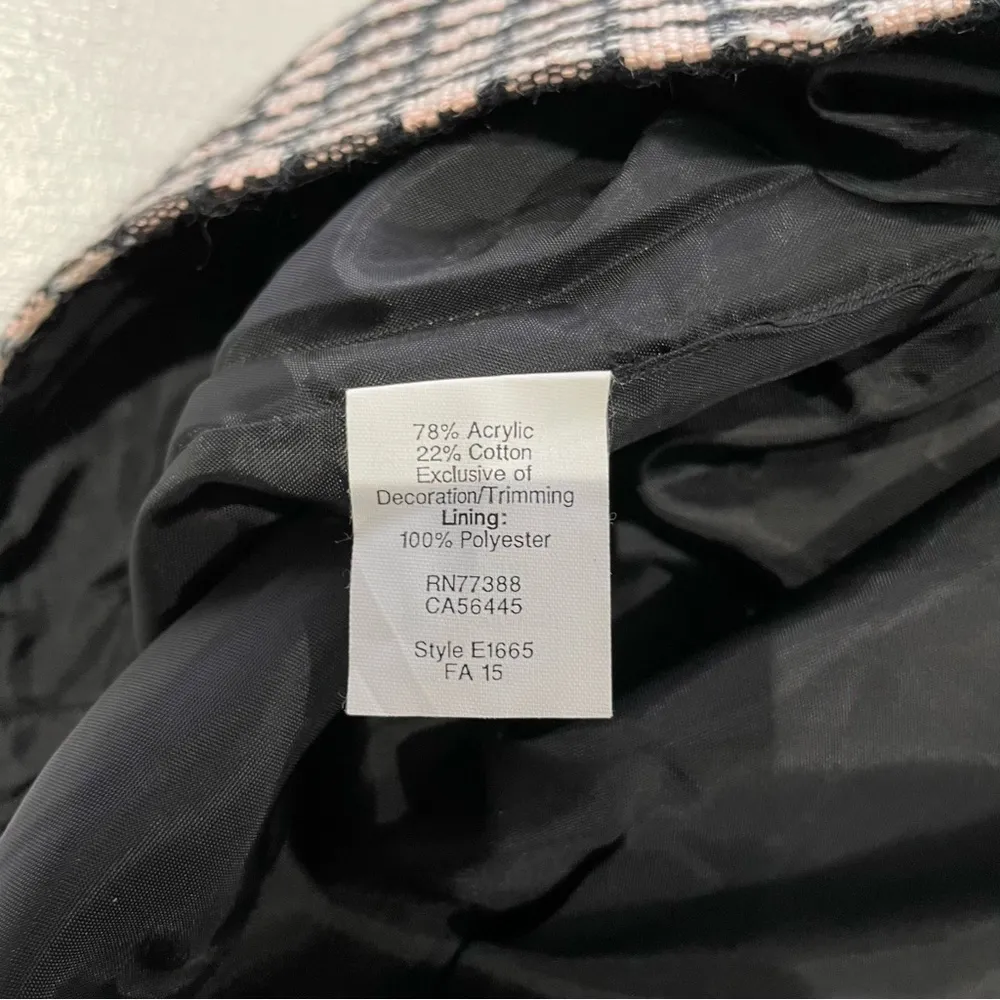 78% Acrylic
22% Cotton
Exclusive of
Decoration/Trimming
Lining:
100% Polyester
RN77388
CA56445
Style E1665
FA 15